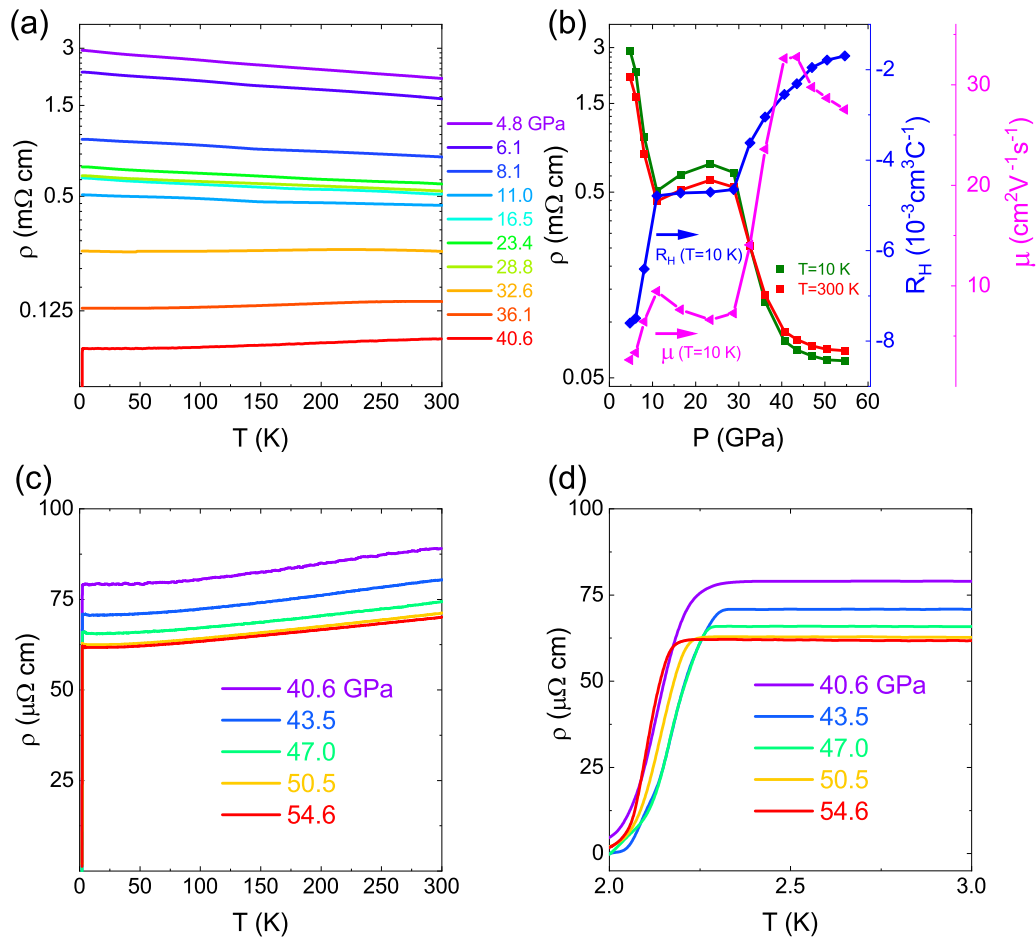 (a)
ρ (mΩ cm)
3
1.5
0.5
0.125
0 50 100 150 200 250 300
T (K)
4.8 GPa
6.1
8.1
11.0
16.5
23.4
28.8
32.6
36.1
40.6
(b)
ρ (mΩ cm)
3
1.5
0.5
0.05
0 10 20 30 40 50 60
P (GPa)
R_H (T=10 K)
μ (T=10 K)
T=10 K
T=300 K
-2
-4
-6
-8
R_H (10⁻³cm³C⁻¹)
30
20
10
μ (cm²V⁻¹s⁻¹)
(c)
ρ (μΩ cm)
100
75
50
25
0 50 100 150 200 250 300
T (K)
40.6 GPa
43.5
47.0
50.5
54.6
(d)
ρ (μΩ cm)
100
75
50
25
0
2.0 2.5 3.0
T (K)
40.6 GPa
43.5
47.0
50.5
54.6